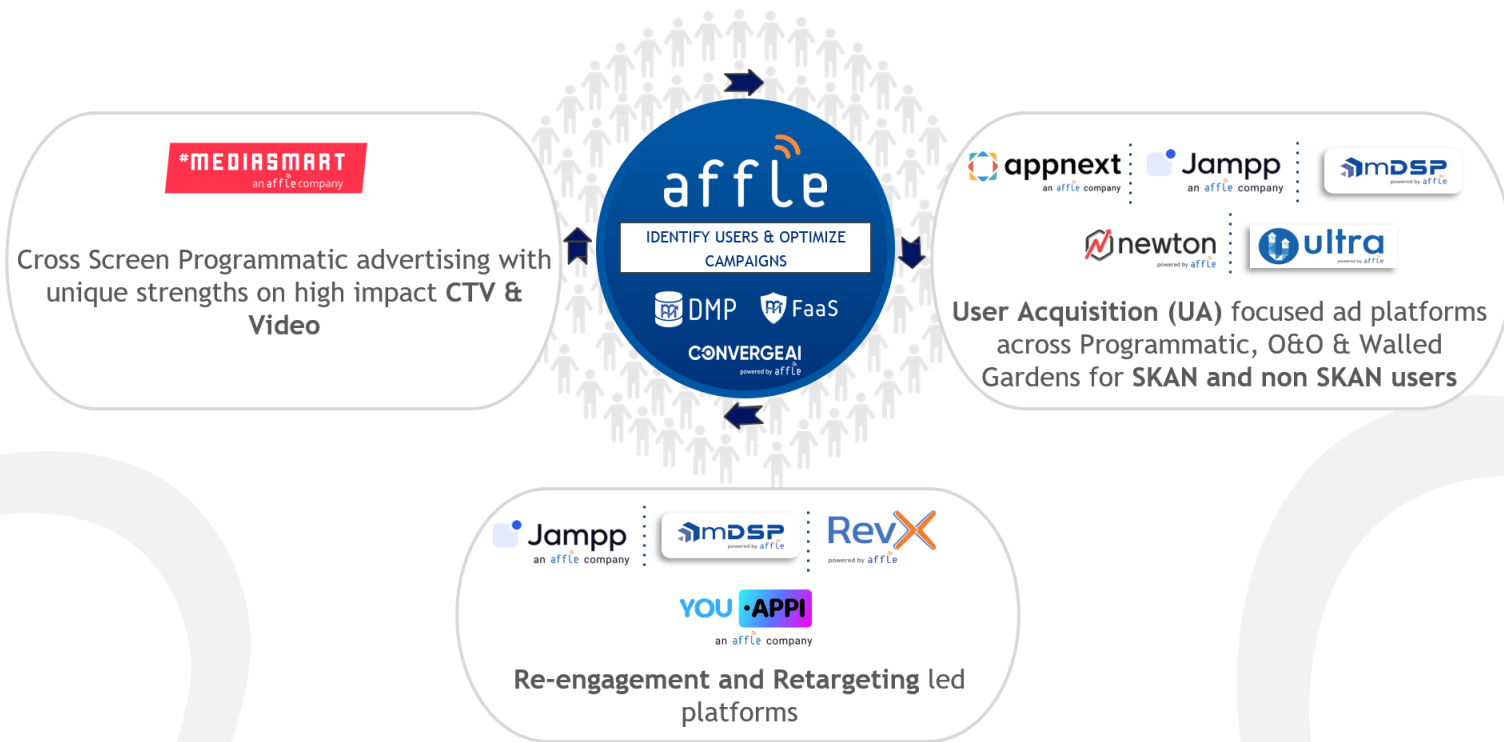 #MEDIASMART
an affle company
Cross Screen Programmatic advertising with
unique strengths on high impact CTV &
Video
affle
IDENTIFY USERS & OPTIMIZE
CAMPAIGNS
DMP FaaS
CONVERGEAI
powered by affle
appnext Jampp mDSP
an affle company an affle company powered by affle
newton ultra
powered by affle powered by affle
User Acquisition (UA) focused ad platforms
across Programmatic, O&O & Walled
Gardens for SKAN and non SKAN users
Jampp mDSP RevX
an affle company powered by affle powered by affle
YOU •APPI
an affle company
Re-engagement and Retargeting led
platforms